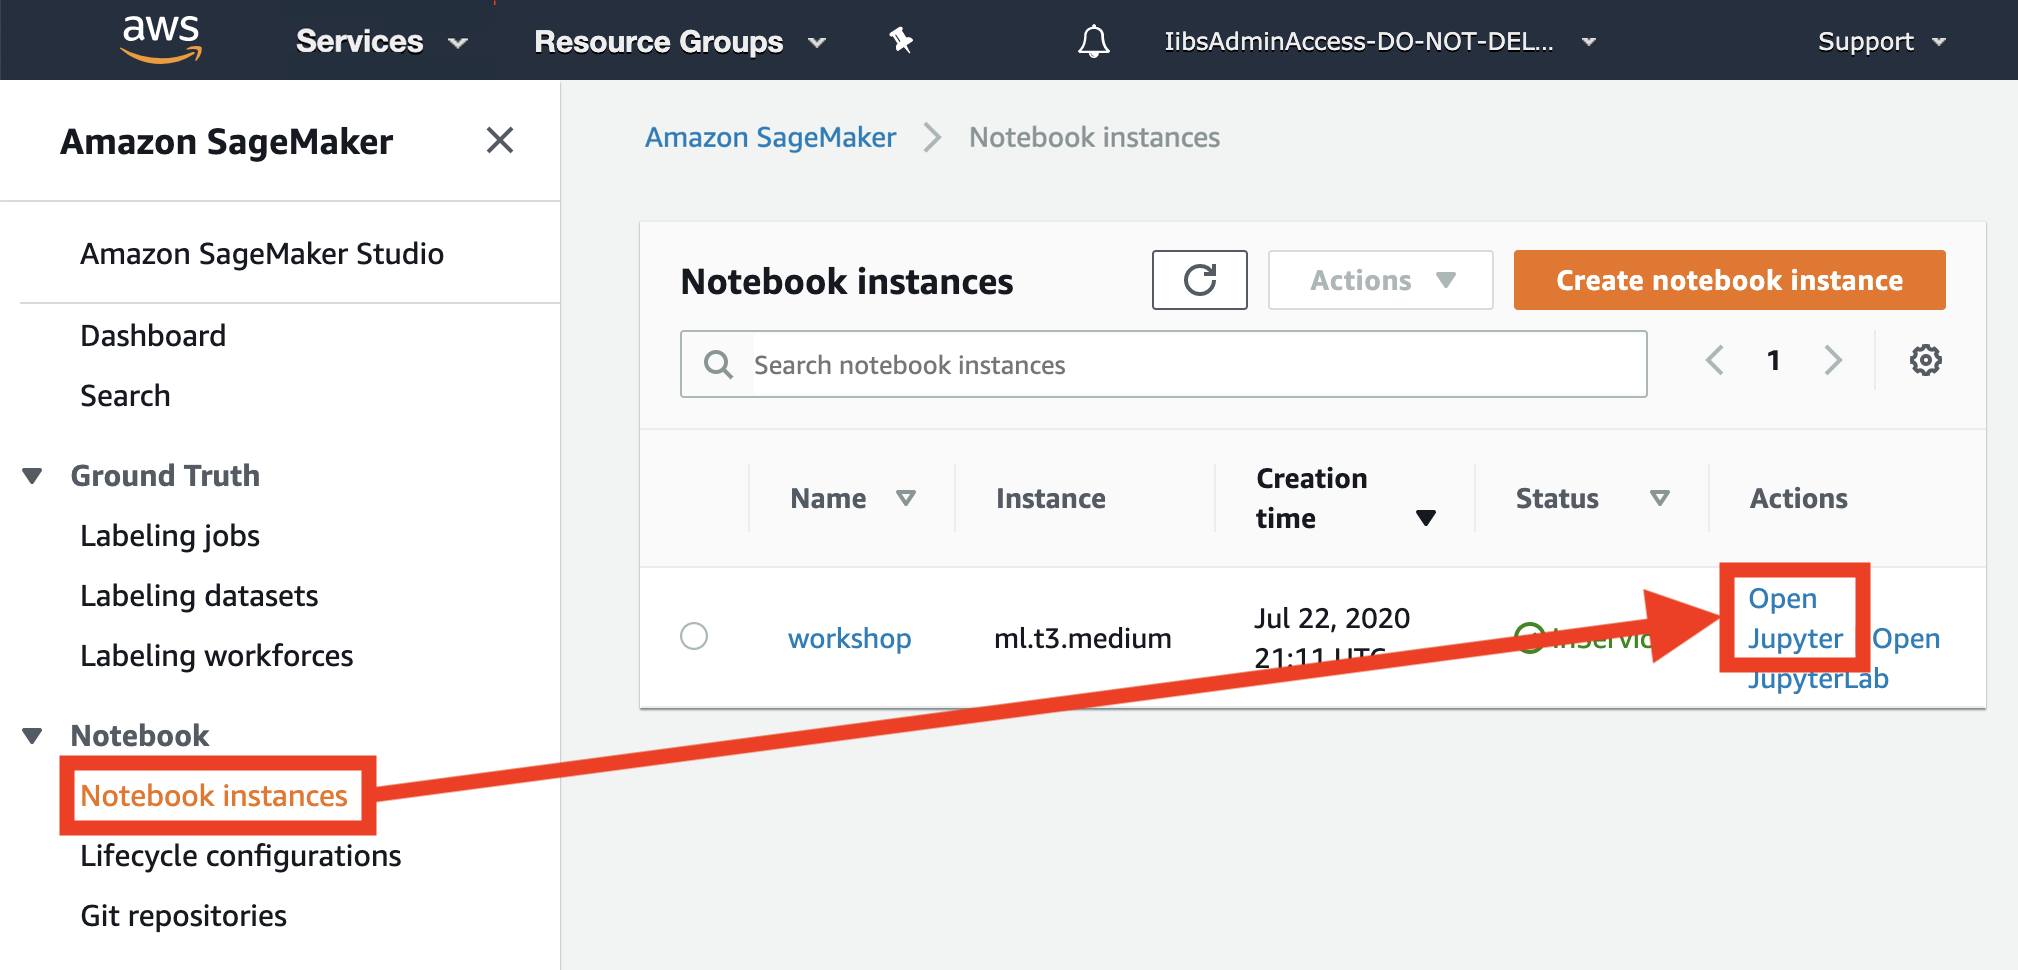 aws
Services
Resource Groups
IibsAdminAccess-DO-NOT-DEL...
Support
Amazon SageMaker
Amazon SageMaker Studio
Dashboard
Search
Ground Truth
Labeling jobs
Labeling datasets
Labeling workforces
Notebook
Notebook instances
Lifecycle configurations
Git repositories
Amazon SageMaker
Notebook instances
Notebook instances
Actions
Create notebook instance
Search notebook instances
1
Name
Instance
Creation
time
Status
Actions
workshop
ml.t3.medium
Jul 22, 2020
21:11 UTC
Open
Jupyter Open
JupyterLab